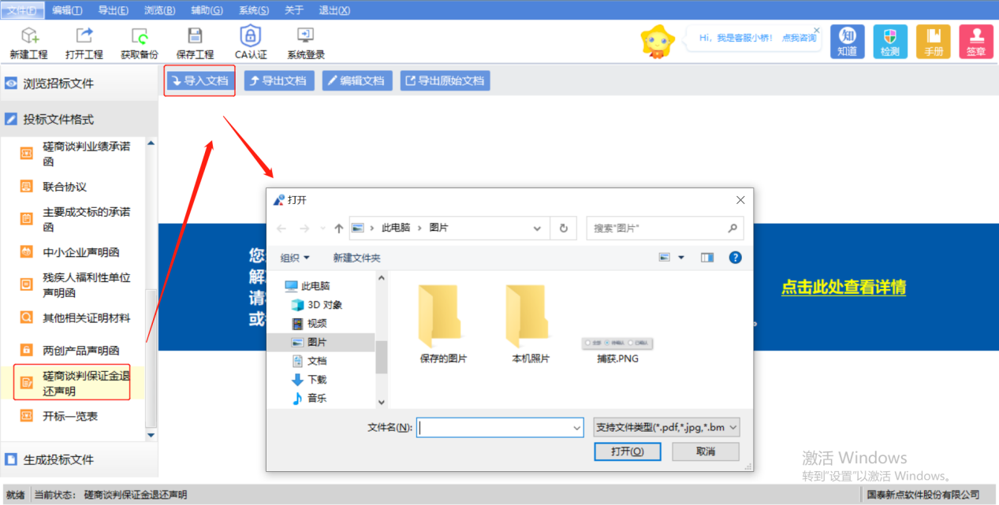 文件(F) 编辑(T) 导出(E) 浏览(B) 辅助(G) 系统(S) 关于 退出(X)
新建工程 打开工程 获取备份 保存工程 CA认证 系统登录
Hi，我是客服小桥！ 点我咨询
知 知道 检测 手册 签章
浏览招标文件
导入文档 导出文档 编辑文档 导出原始文档
投标文件格式
磋商谈判业绩承诺
函
联合协议
主要成交标的承诺
函
中小企业声明函
残疾人福利性单位
声明函
其他相关证明材料
两创产品声明函
磋商谈判保证金退
还声明
开标一览表
生成投标文件
您
解
请
或
点击此处查看详情
打开
此电脑 图片
搜索"图片"
组织 新建文件夹
此电脑
3D 对象
视频
图片
文档
下载
音乐
保存的图片 本机照片 捕获.PNG
文件名(N): 支持文件类型(*.pdf,*.jpg,*.bm
打开(O) 取消
激活 Windows
转到"设置"以激活 Windows。
就绪 当前状态： 磋商谈判保证金退还声明 国泰新点软件股份有限公司